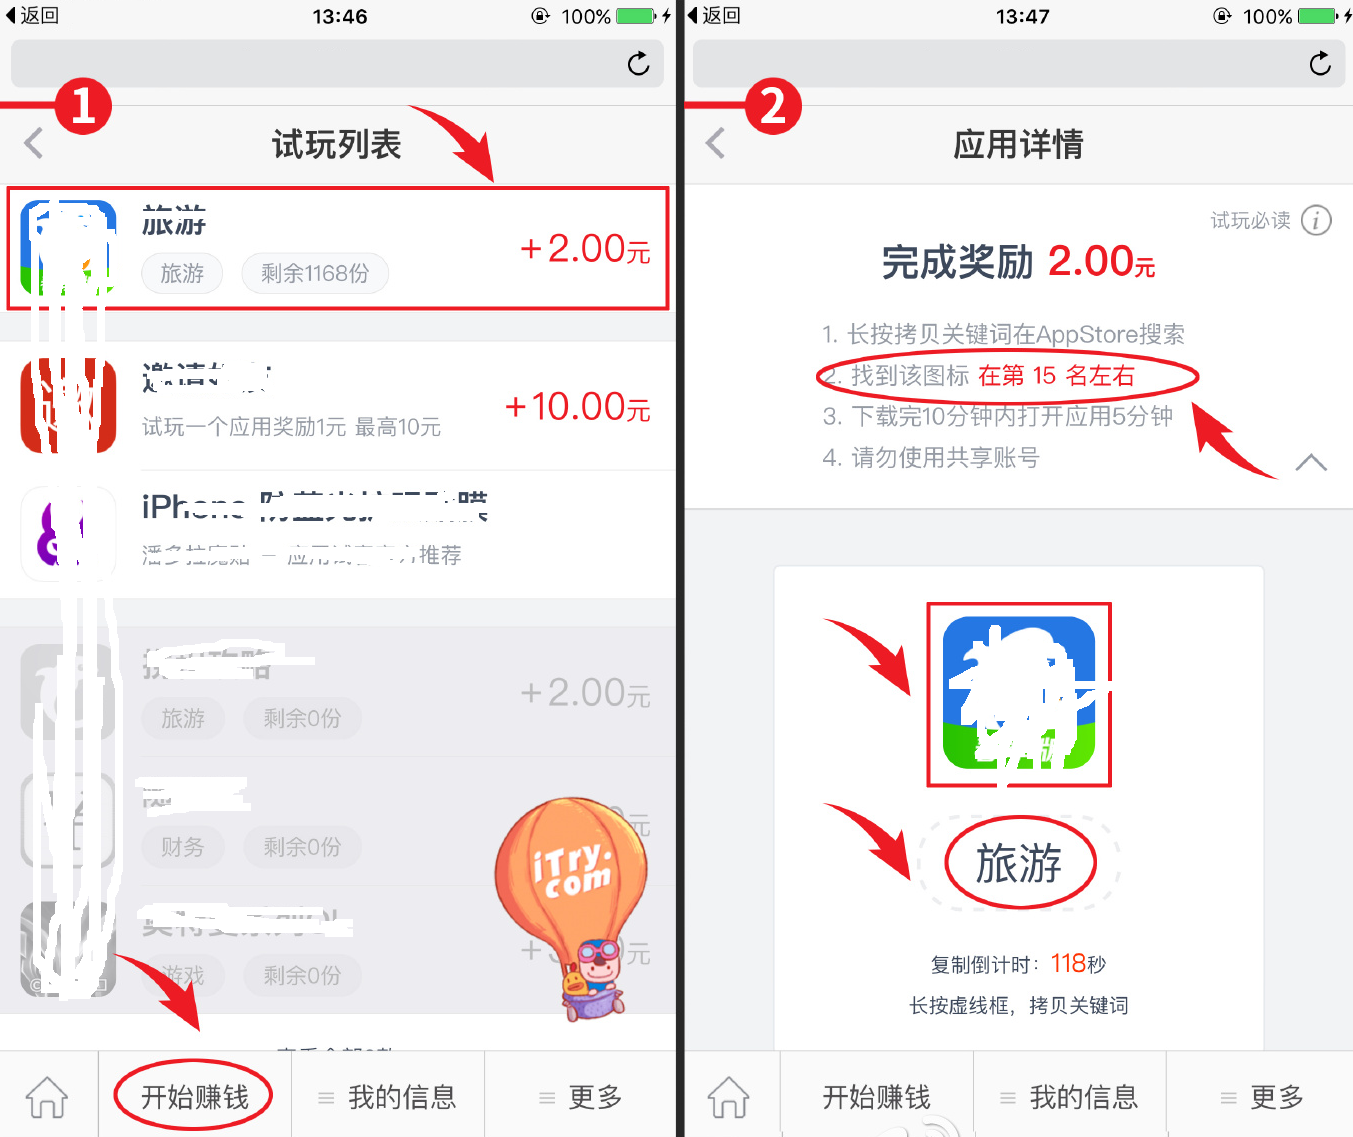 返回
13:46
100%
1
试玩列表
旅游
旅游
剩余1168份
+2.00元
试玩一个应用奖励1元 最高10元
+10.00元
iPhone
膜
推荐
旅游
剩余0份
+2.00元
财务
剩余0份
元
游戏
剩余0份
元
iTry.
com
开始赚钱
我的信息
更多
返回
13:47
100%
2
应用详情
试玩必读
完成奖励 2.00元
1. 长按拷贝关键词在AppStore搜索
2. 找到该图标 在第 15 名左右
3. 下载完10分钟内打开应用5分钟
4. 请勿使用共享账号
旅游
复制倒计时：118秒
长按虚线框，拷贝关键词
开始赚钱
我的信息
更多